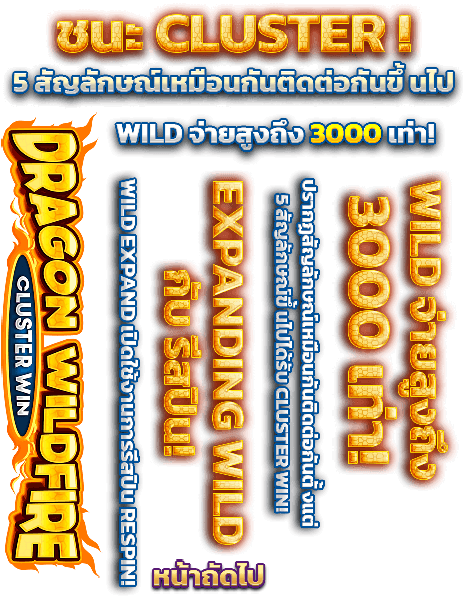 ชนะ CLUSTER !
5 สัญลักษณ์เหมือนกันติดต่อกันขึ้นไป
WILD จ่ายสูงถึง 3000 เท่า!
DRAGON WILDFIRE
CLUSTER WIN
WILD EXPAND เปิดใช้งานการรีสปิน RESPIN!
EXPANDING WILD
กับ รีสปิน!
ปรากฏสัญลักษณ์เหมือนกันติดต่อกันตั้งแต่
5 สัญลักษณ์ขึ้นไปได้รับ CLUSTER WIN!
WILD จ่ายสูงถึง
3000 เท่า!
หน้าถัดไป